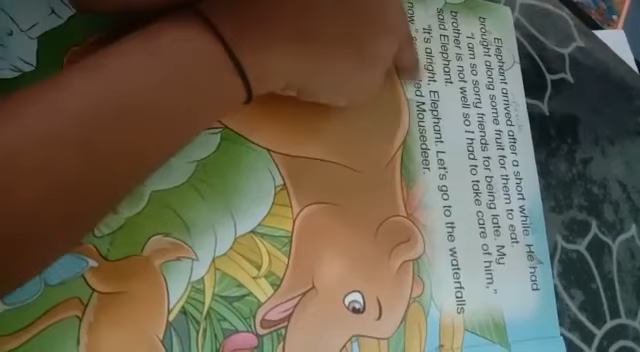 Elephant arrived after a short while. He had
brought along some fruit for them to eat.
"I am so sorry friends for being late. My
brother is not well so I had to take care of him,"
said Elephant.
"It's alright, Elephant. Let's go to the waterfalls
now," Mousedeer.